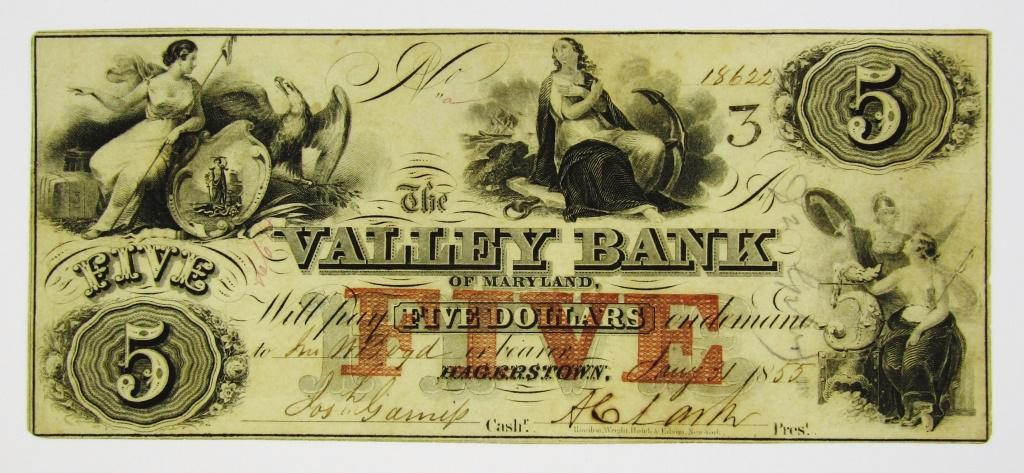 No 18622
3 5
The A
FIVE VALLEY BANK
OF MARYLAND,
Will pay FIVE DOLLARS on demand
FIVE
5 to or bearer
HAGERSTOWN, 1855
Cash.r Rawdon, Wright, Hatch & Edson, New-York. Pres.t